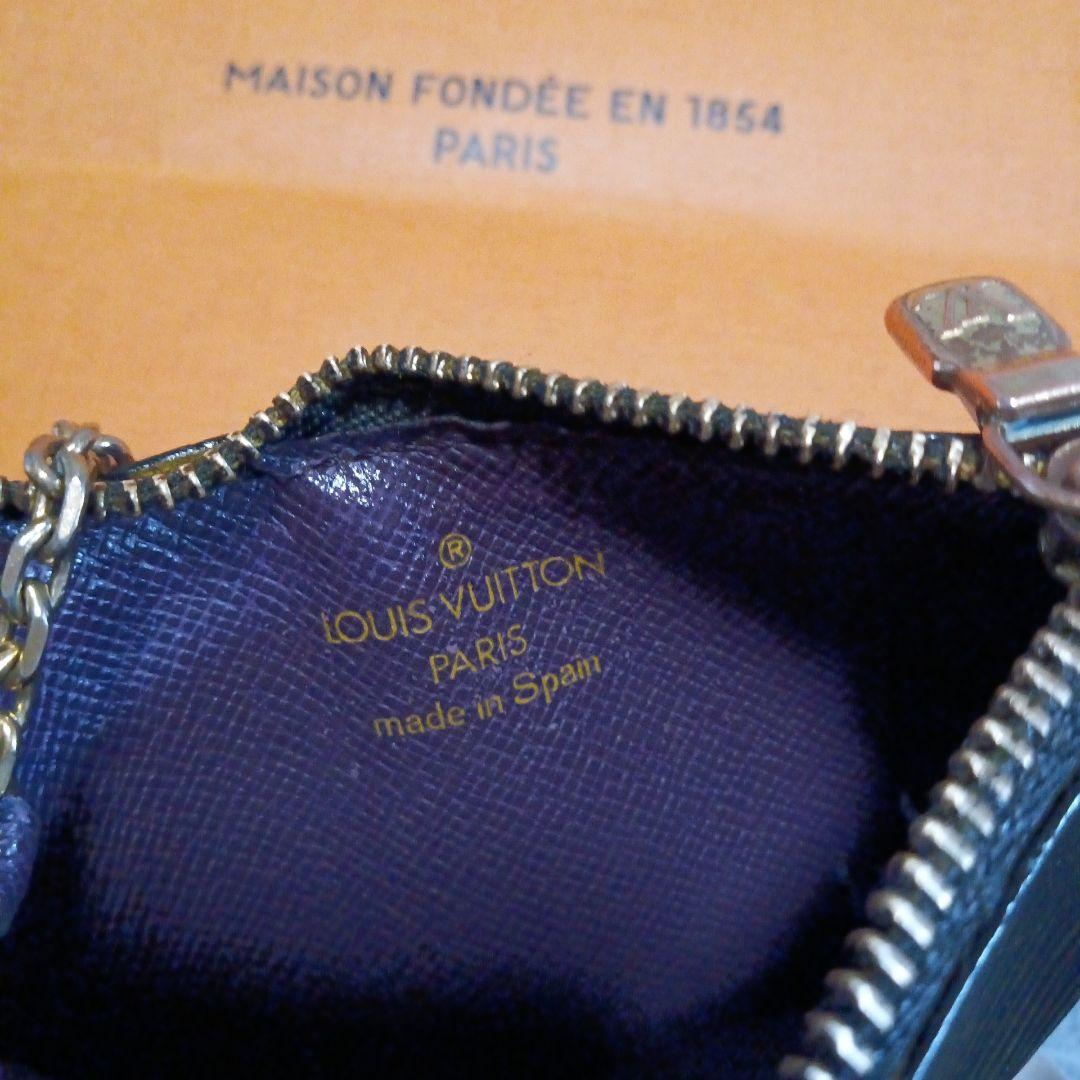 MAISON FONDÉE EN 1854
PARIS
®
LOUIS VUITTON
PARIS
made in Spain